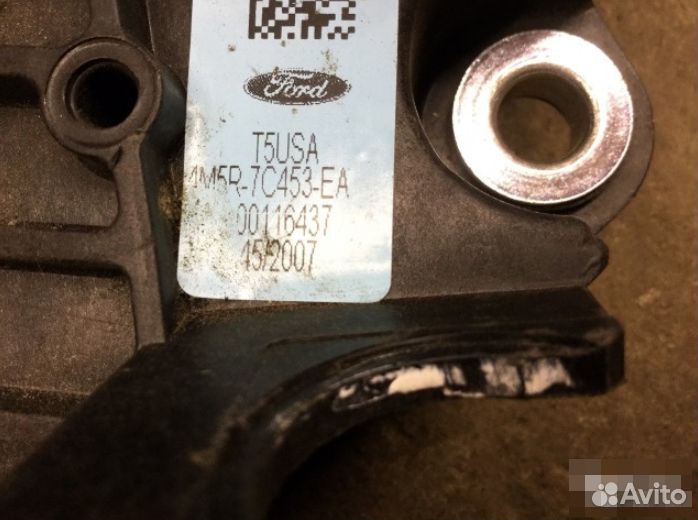 Ford
T5USA
4M5R-7C453-EA
00116437
45/2007
Avito